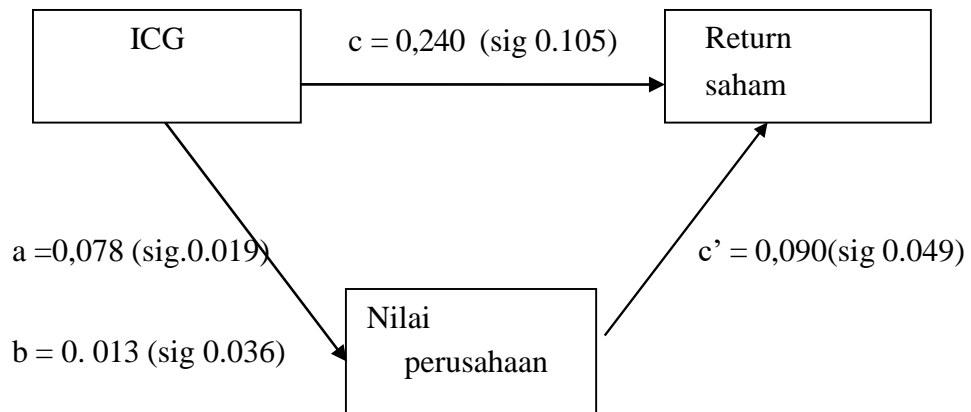 ICG
c = 0,240 (sig 0.105)
Return
saham
a =0,078 (sig.0.019)
c’ = 0,090(sig 0.049)
Nilai
perusahaan
b = 0. 013 (sig 0.036)